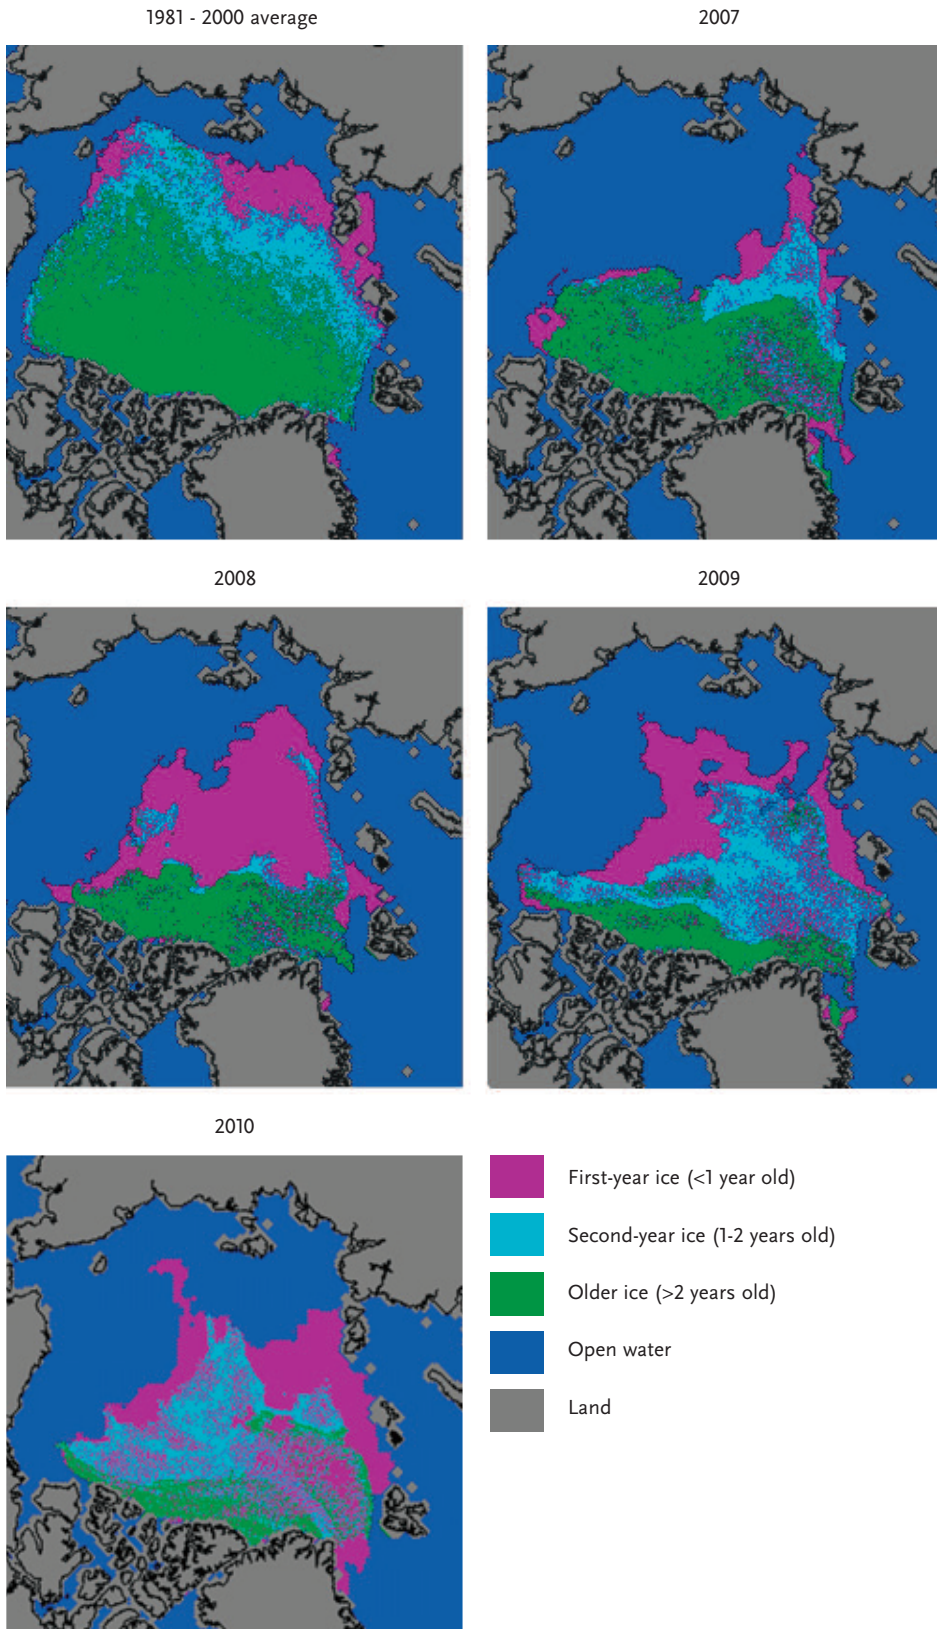 1981 - 2000 average
2007
2008
2009
2010
First-year ice (<1 year old)
Second-year ice (1-2 years old)
Older ice (>2 years old)
Open water
Land